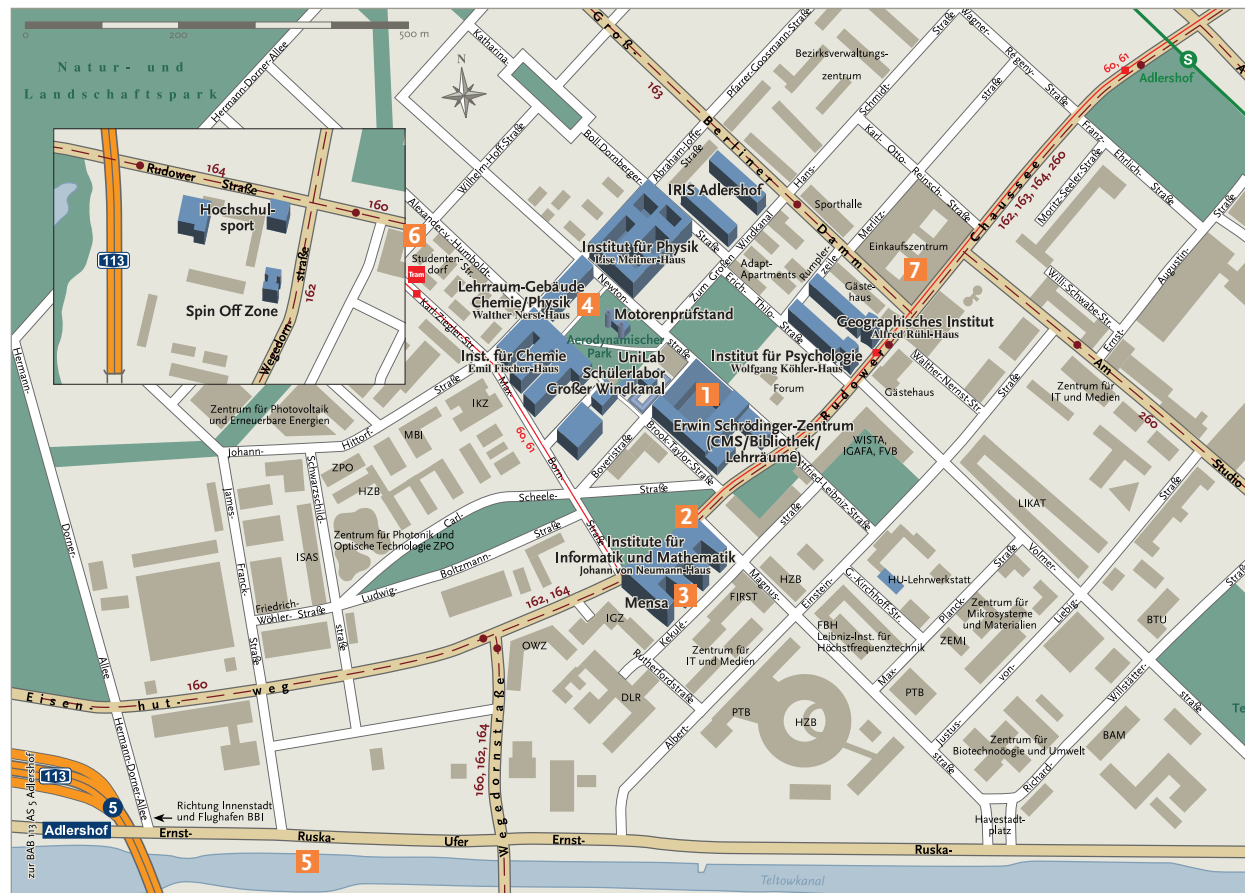 0
200
500 m
Natur- und
Landschaftspark
Hermann-Dorner-Allee
Katharina-
N
Groß-
163
Berliner
Damm
Pfarrer-Goosmann-Straße
Bezirksverwaltungs-
zentrum
Wagner-
Régeny-
straße
Straße
60, 61
S
Adlershof
Schmidt-
Karl-
Otto-
Reinsch-
Straße
Franz-
Ehrlich-
Straße
Moritz-Seeler-Straße
Wilhelm-Hoff-Straße
Boll.Dornberger-
Abraham-Joffe-
Straße
Hans-
IRIS Adlershof
Sporthalle
Merlitz-
Einkaufszentrum
7
Chaussee
162, 163, 164, 260
113
164
Rudower
Straße
160
Hochschul-
sport
Spin Off Zone
Wegedorn-
straße
162
Alexander-v.-Humboldt-
6
Studenten-
dorf
Str.
Tram
Karl-Ziegler-Str.
Institut für Physik
Lise Meitner-Haus
Straße
Zum Großen Windkanal
Adapt-
Apartments
Rumpler-
zeile
Gäste-
haus
Erich-
Thilo-
Straße
Lehrraum-Gebäude
Chemie/Physik
Walther Nerst-Haus
4
Newton-
straße
Motorenprüfstand
Aerodynamischer
Park
Geographisches Institut
Alfred Rühl-Haus
Willi-Schwabe-Str.
Ernst-
Augustin-
Straße
Inst. für Chemie
Emil Fischer-Haus
UniLab
Schülerlabor
Großer Windkanal
Institut für Psychologie
Wolfgang Köhler-Haus
Forum
Rudower
Walther-Nernst-Str.
Gästehaus
Zentrum für
IT und Medien
Am
260
Studio
Hermann-
Dorner-
Allee
Zentrum für Photovoltaik
und Erneuerbare Energien
Johann-
Hittorf-
Straße
IKZ
Max-
Born-
Straße
60, 61
MBI
1
Erwin Schrödinger-Zentrum
(CMS/Bibliothek/
Lehrräume)
Brook-Taylor-Straße
Boveristraße
WISTA,
IGAFA, FVB
James-
Franck-
Straße
Schwarzschild-
straße
ZPO
HZB
Carl-
Scheele-
Straße
Zentrum für Photonik und
Optische Technologie ZPO
ISAS
2
Institute für
Informatik und Mathematik
Johann von Neumann-Haus
LIKAT
Ludwig-
Boltzmann-
Straße
Friedrich-
Wöhler-
Straße
162, 164
Mensa
3
FIRST
Magnus-
straße
HZB
Einstein-
G.-Kirchhoff-Str.
HU-Lehrwerkstatt
Straße
Volmer-
Planck-
Max-
Zentrum für
Mikrosysteme
und Materialien
Liebig-
von-
Justus-
straße
BTU
Straße
IGZ
Kekulé-
OWZ
Rutherfordstraße
Zentrum für
IT und Medien
FBH
Leibniz-Inst. für
Höchstfrequenztechnik
ZEMI
PTB
Willstätter-
Richard-
straße
Eisen-
hut-
weg
160
DLR
PTB
HZB
Albert-
Zentrum für
Biotechnoogie und Umwelt
BAM
Te
Wegedornstraße
160, 162, 164
Hermann-Dorner-Allee
113
zur BAB 113 AS 5 Adlershof
5
Adlershof
Richtung Innenstadt
und Flughafen BBI
Havestadt-
platz
Ernst-
Ruska-
Ufer
Ernst-
Ruska-
5
Teltowkanal